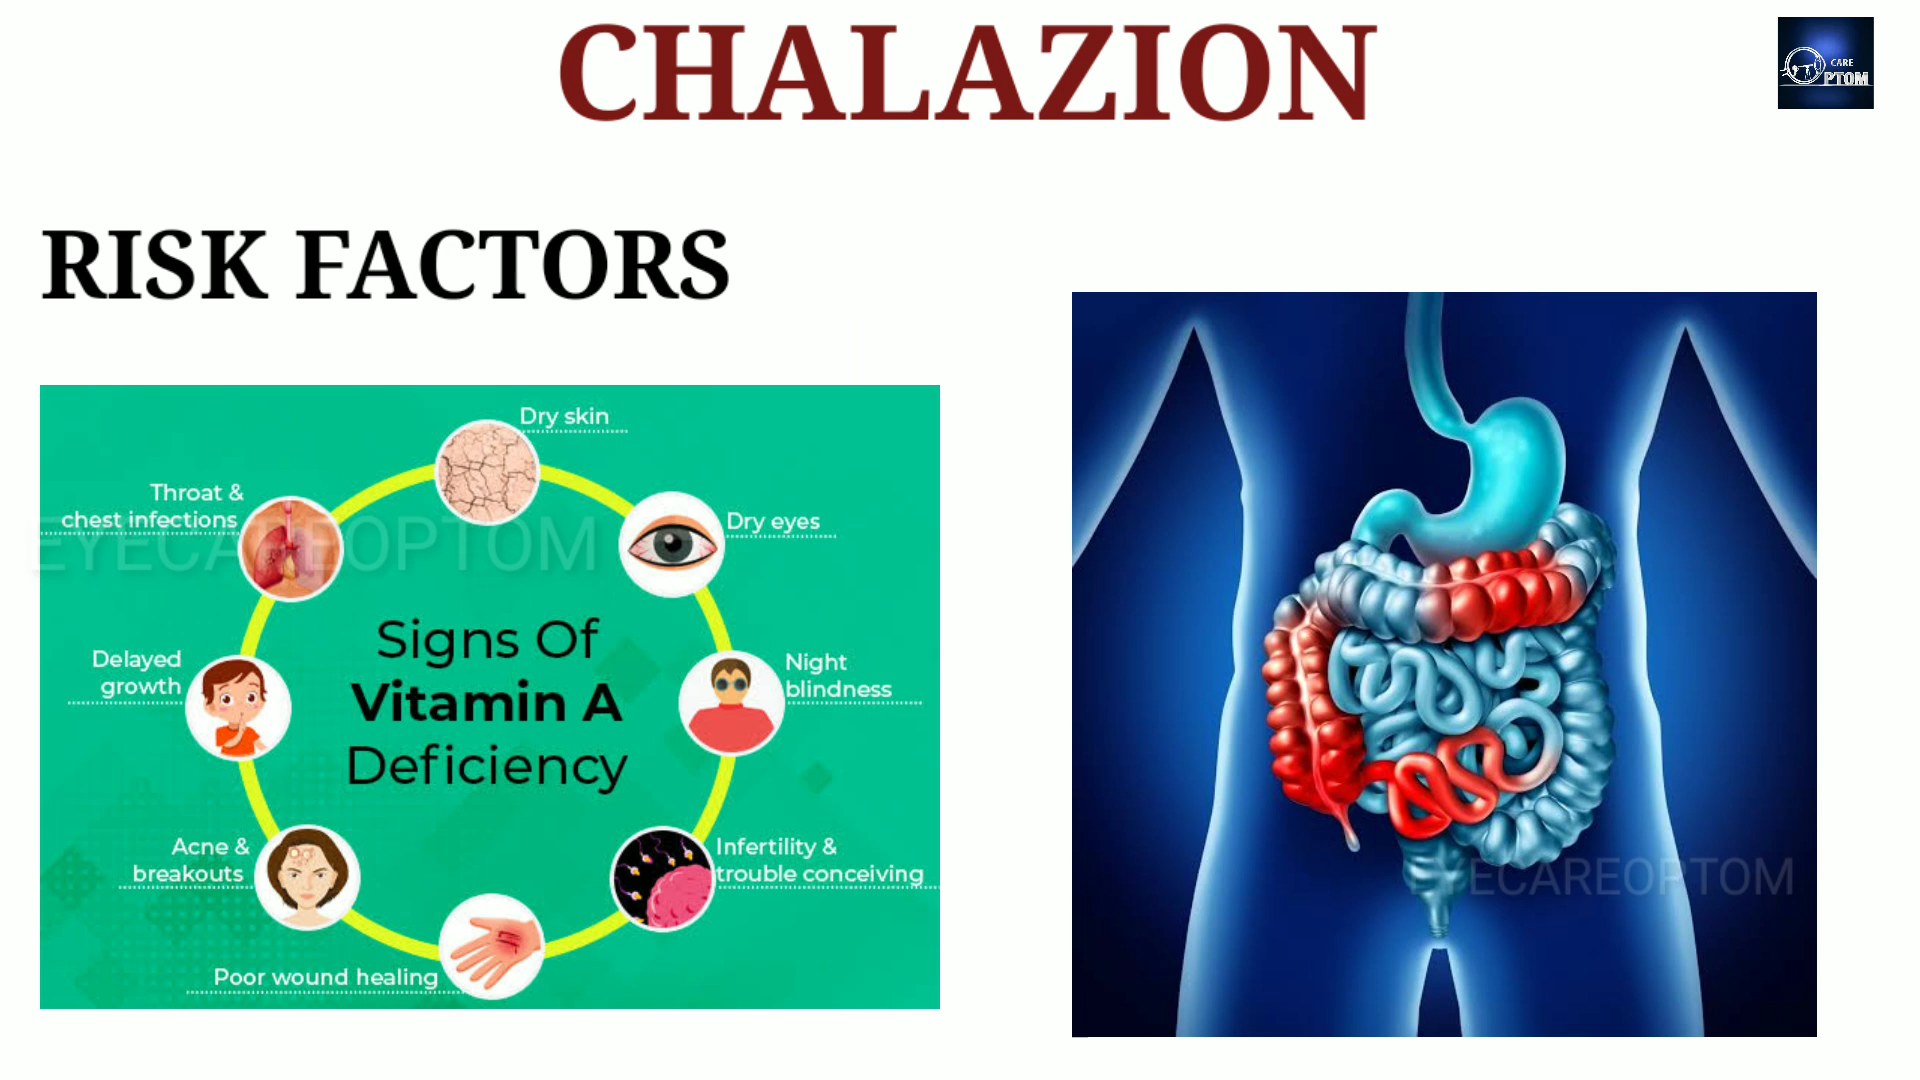 CHALAZION
CARE
PTOM
RISK FACTORS
Dry skin
Throat &
chest infections
Dry eyes
EYECAREOPTOM
Signs Of
Vitamin A
Deficiency
Delayed
growth
Night
blindness
Acne &
breakouts
Infertility &
trouble conceiving
Poor wound healing
EYECAREOPTOM